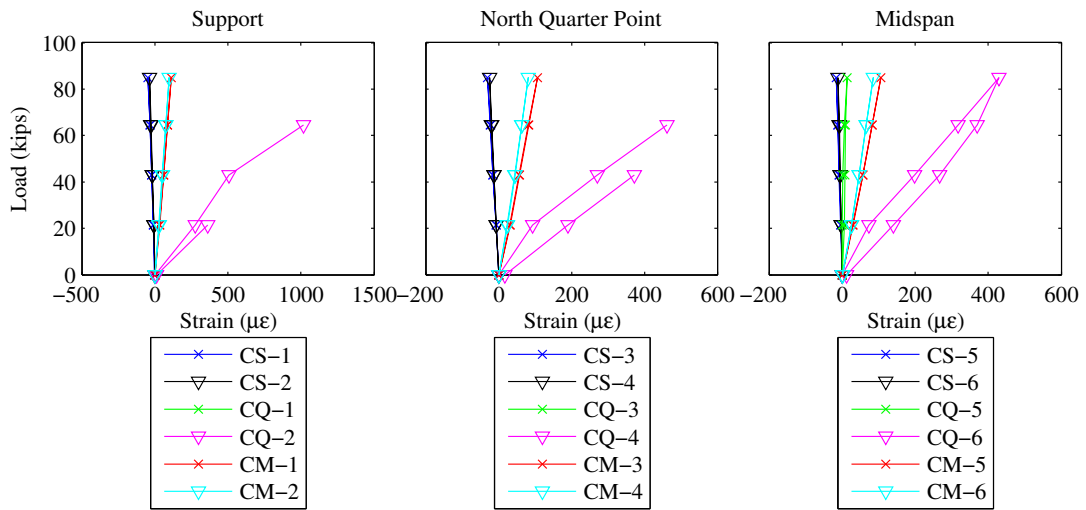 Support
North Quarter Point
Midspan
Load (kips)
100
80
60
40
20
0
−500 0 500 1000 1500
−200 0 200 400 600
−200 0 200 400 600
Strain (με)
Strain (με)
Strain (με)
CS−1
CS−2
CQ−1
CQ−2
CM−1
CM−2
CS−3
CS−4
CQ−3
CQ−4
CM−3
CM−4
CS−5
CS−6
CQ−5
CQ−6
CM−5
CM−6